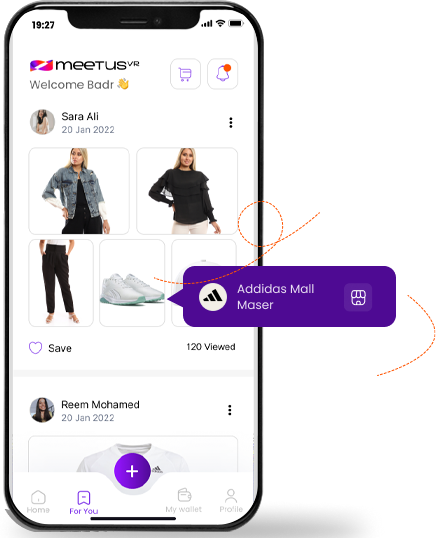 19:27
meetusVR
Welcome Badr 👋
Sara Ali
20 Jan 2022
Addidas Mall
Maser
Save
120 Viewed
Reem Mohamed
20 Jan 2022
Home
For You
My wallet
Profile